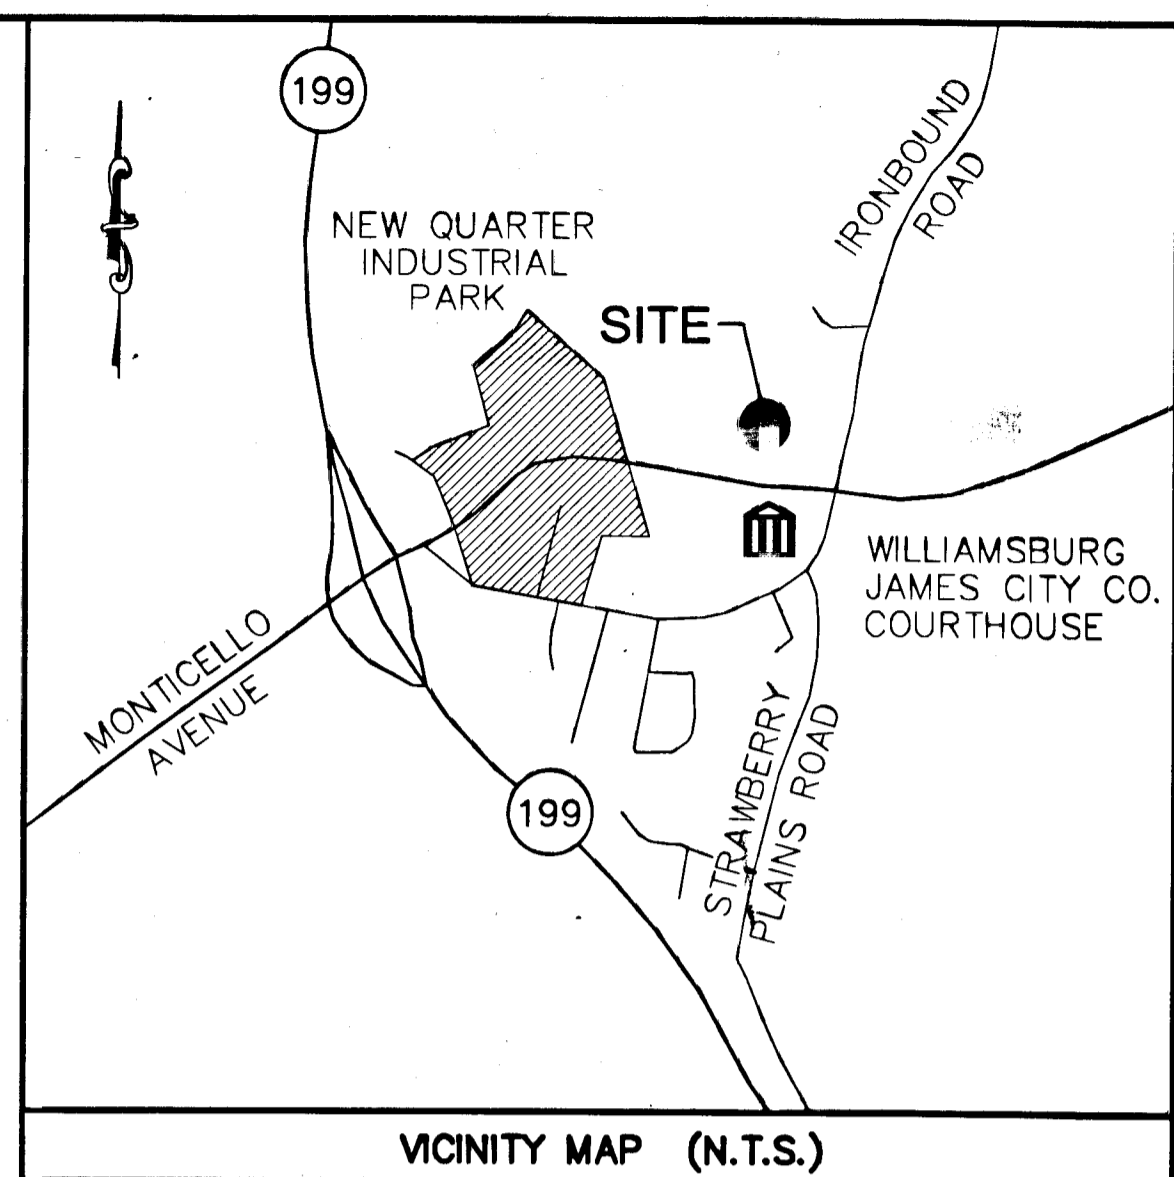 199
IRONBOUND
ROAD
NEW QUARTER
INDUSTRIAL
PARK
SITE
WILLIAMSBURG
JAMES CITY CO.
COURTHOUSE
MONTICELLO
AVENUE
STRAWBERRY
PLAINS ROAD
199
VICINITY MAP (N.T.S.)